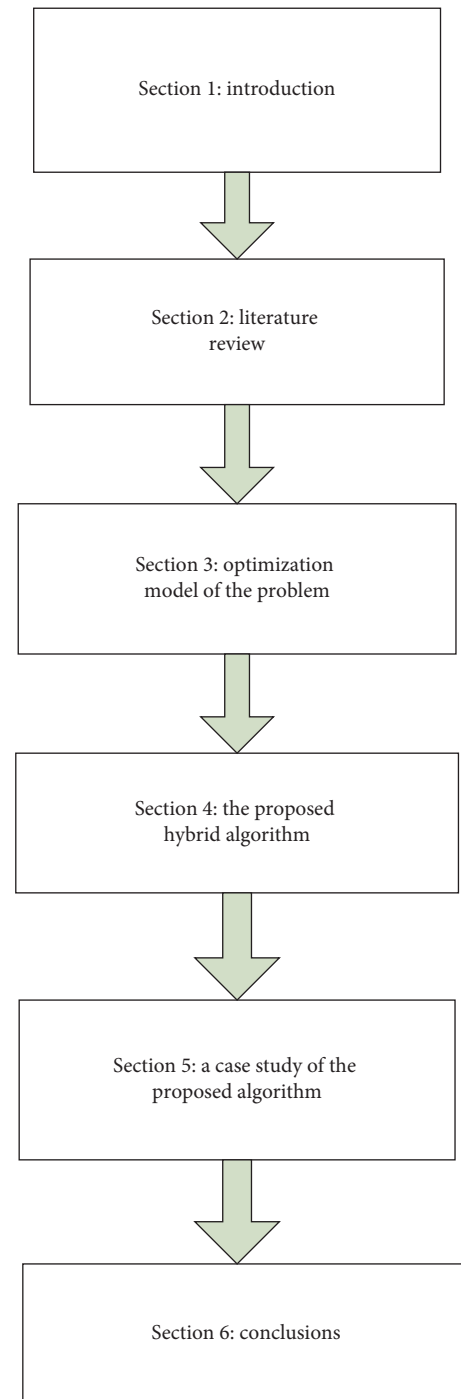 Section 1: introduction
Section 2: literature
review
Section 3: optimization
model of the problem
Section 4: the proposed
hybrid algorithm
Section 5: a case study of the
proposed algorithm
Section 6: conclusions